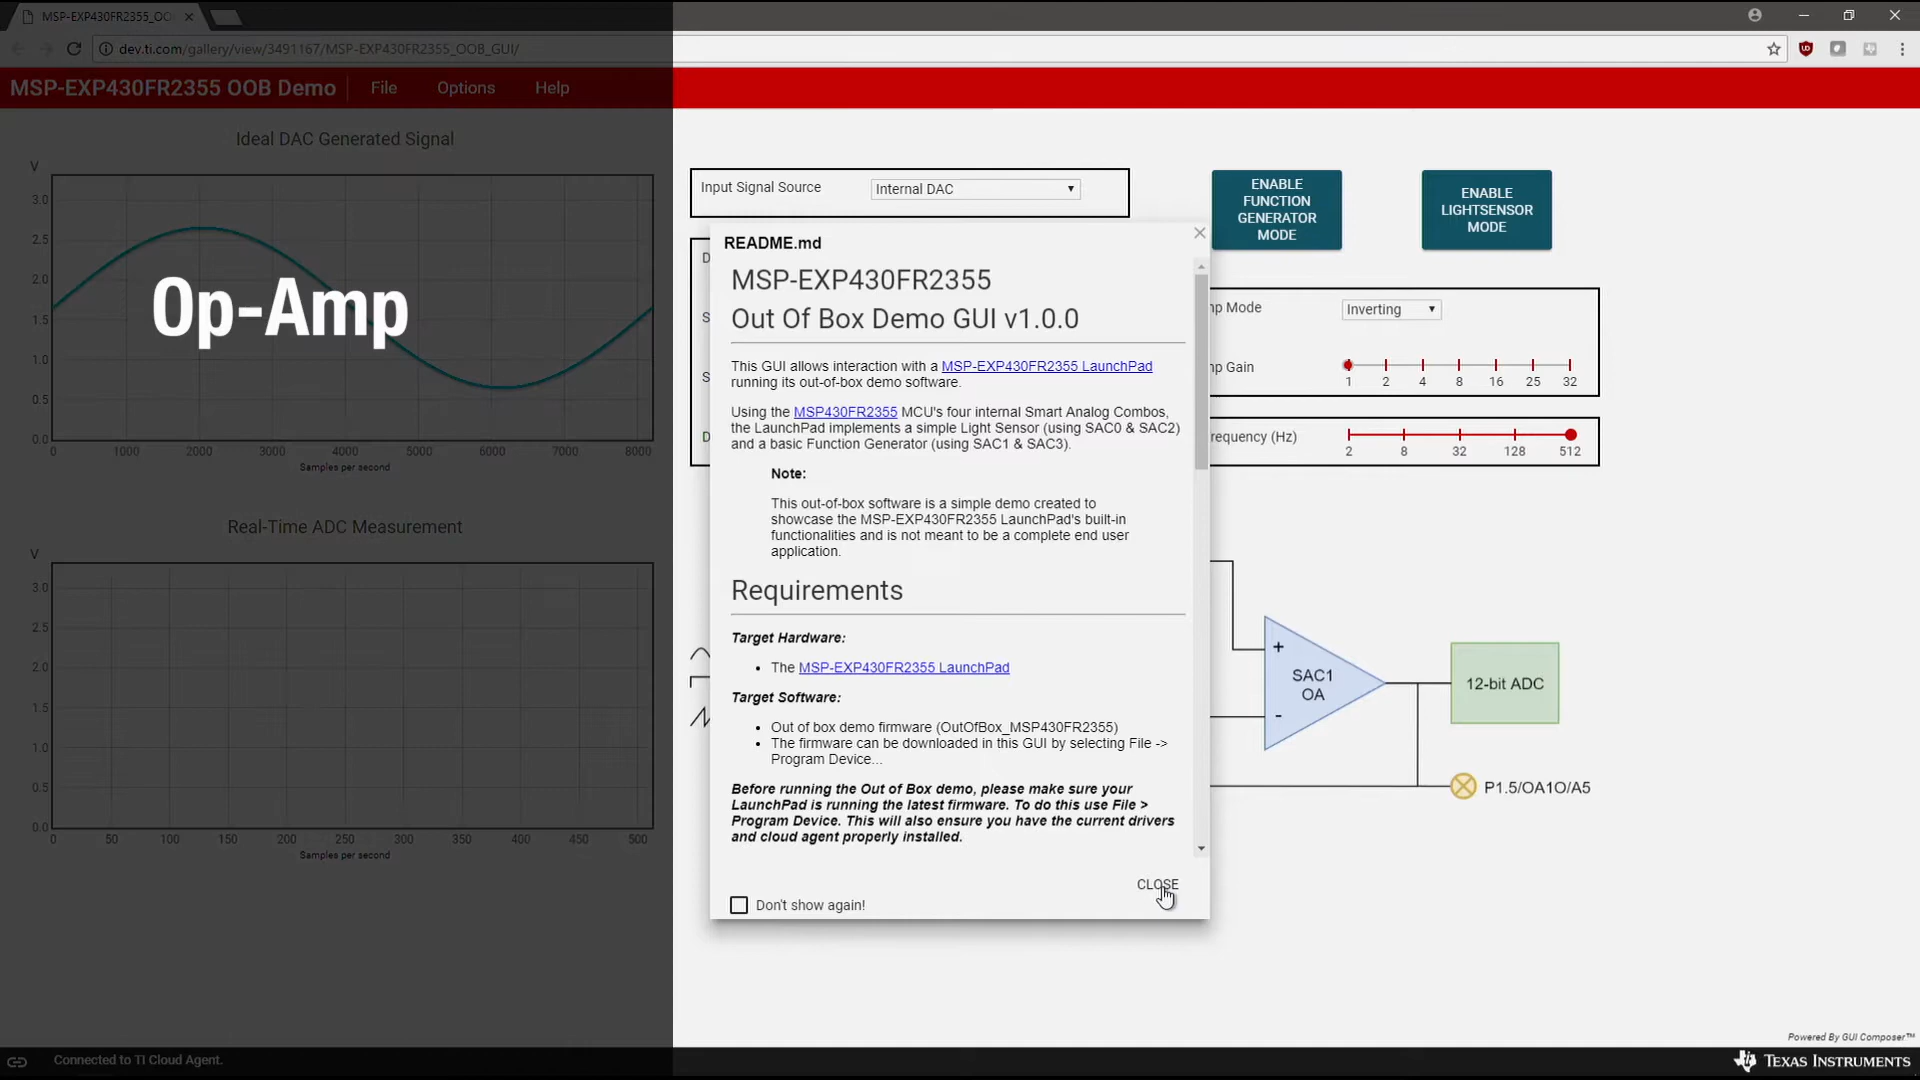 MSP-EXP430FR2355_OO
dev.ti.com/gallery/view/3491167/MSP-EXP430FR2355_OOB_GUI/
MSP-EXP430FR2355 OOB Demo File Options Help
Ideal DAC Generated Signal
V
3.0
2.5
2.0
1.5
1.0
0.5
0.0
0 1000 2000 3000 4000 5000 6000 7000 8000
Samples per second
Op-Amp
Real-Time ADC Measurement
V
3.0
2.5
2.0
1.5
1.0
0.5
0.0
0 50 100 150 200 250 300 350 400 450 500
Samples per second
Input Signal Source Internal DAC
ENABLE
FUNCTION
GENERATOR
MODE
ENABLE
LIGHTSENSOR
MODE
D
S
S
D
README.md
MSP-EXP430FR2355
Out Of Box Demo GUI v1.0.0
This GUI allows interaction with a MSP-EXP430FR2355 LaunchPad
running its out-of-box demo software.
Using the MSP430FR2355 MCU's four internal Smart Analog Combos,
the LaunchPad implements a simple Light Sensor (using SAC0 & SAC2)
and a basic Function Generator (using SAC1 & SAC3).
Note:
This out-of-box software is a simple demo created to
showcase the MSP-EXP430FR2355 LaunchPad's built-in
functionalities and is not meant to be a complete end user
application.
Requirements
Target Hardware:
• The MSP-EXP430FR2355 LaunchPad
Target Software:
• Out of box demo firmware (OutOfBox_MSP430FR2355)
• The firmware can be downloaded in this GUI by selecting File ->
Program Device...
Before running the Out of Box demo, please make sure your
LaunchPad is running the latest firmware. To do this use File >
Program Device. This will also ensure you have the current drivers
and cloud agent properly installed.
CLOSE
Don't show again!
mp Mode Inverting
mp Gain
1 2 4 8 16 25 32
requency (Hz)
2 8 32 128 512
+
SAC1
OA
-
12-bit ADC
P1.5/OA1O/A5
Powered By GUI Composer™
Connected to TI Cloud Agent.
TEXAS INSTRUMENTS